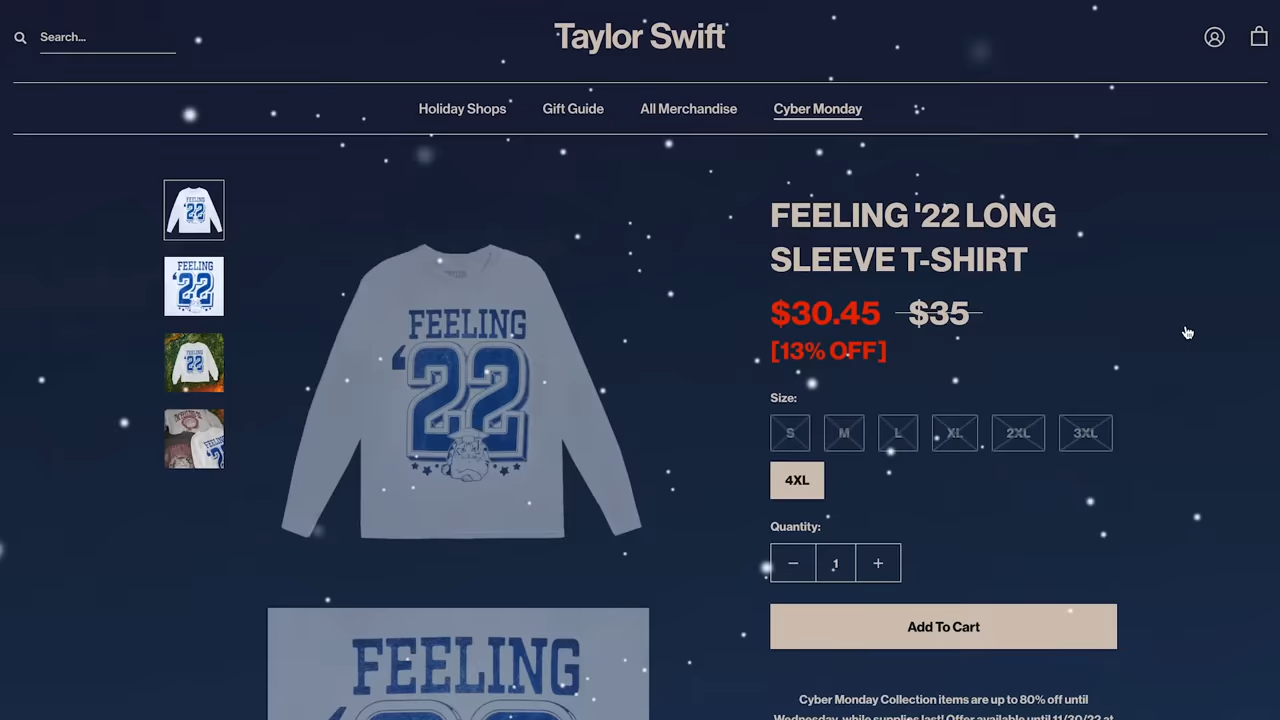 Search...
Taylor Swift
Holiday Shops
Gift Guide
All Merchandise
Cyber Monday
FEELING
'22
FEELING '22 LONG
SLEEVE T-SHIRT
$30.45 $35
[13% OFF]
Size:
S M L XL 2XL 3XL
4XL
Quantity:
− 1 +
Add To Cart
FEELING
Cyber Monday Collection items are up to 80% off until
Wednesday, while supplies last! Offer available until 11/30/22 at